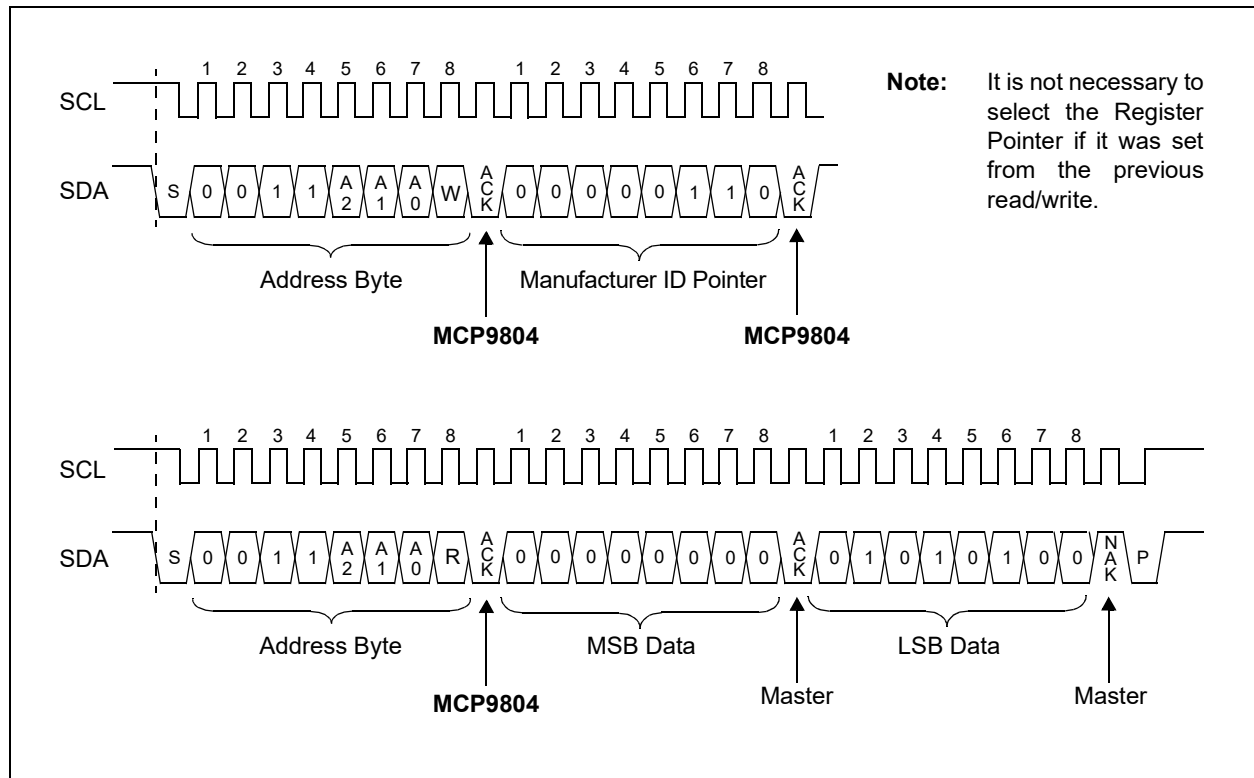 1 2 3 4 5 6 7 8 1 2 3 4 5 6 7 8
SCL
SDA
S 0 0 1 1 A2 A1 A0 W ACK 0 0 0 0 0 1 1 0 ACK
Address Byte
Manufacturer ID Pointer
MCP9804
MCP9804
Note: It is not necessary to
select the Register
Pointer if it was set
from the previous
read/write.
1 2 3 4 5 6 7 8 1 2 3 4 5 6 7 8 1 2 3 4 5 6 7 8
SCL
SDA
S 0 0 1 1 A2 A1 A0 R ACK 0 0 0 0 0 0 0 0 ACK 0 1 0 1 0 1 0 0 NAK P
Address Byte
MSB Data
LSB Data
MCP9804
Master
Master